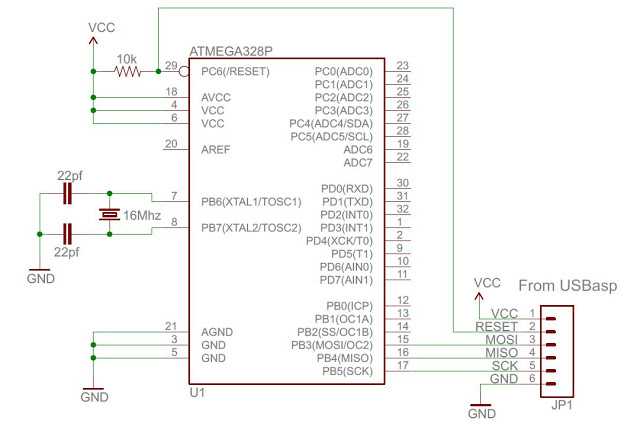 VCC
ATMEGA328P
10k
29 PC6(/RESET) PC0(ADC0) 23
PC1(ADC1) 24
18 AVCC PC2(ADC2) 25
4 VCC PC3(ADC3) 26
6 VCC PC4(ADC4/SDA) 27
PC5(ADC5/SCL) 28
20 AREF ADC6 19
ADC7 22
22pf
PD0(RXD) 30
7 PB6(XTAL1/TOSC1) PD1(TXD) 31
16Mhz
PD2(INT0) 32
8 PB7(XTAL2/TOSC2) PD3(INT1) 1
PD4(XCK/T0) 2
22pf
PD5(T1) 9
PD6(AIN0) 10
PD7(AIN1) 11
GND
VCC From USBasp
PB0(ICP) 12
PB1(OC1A) 13
VCC 1
21 AGND PB2(SS/OC1B) 14
RESET 2
3 GND PB3(MOSI/OC2) 15
MOSI 3
5 GND PB4(MISO) 16
MISO 4
PB5(SCK) 17
SCK 5
GND 6
U1
GND
GND
JP1